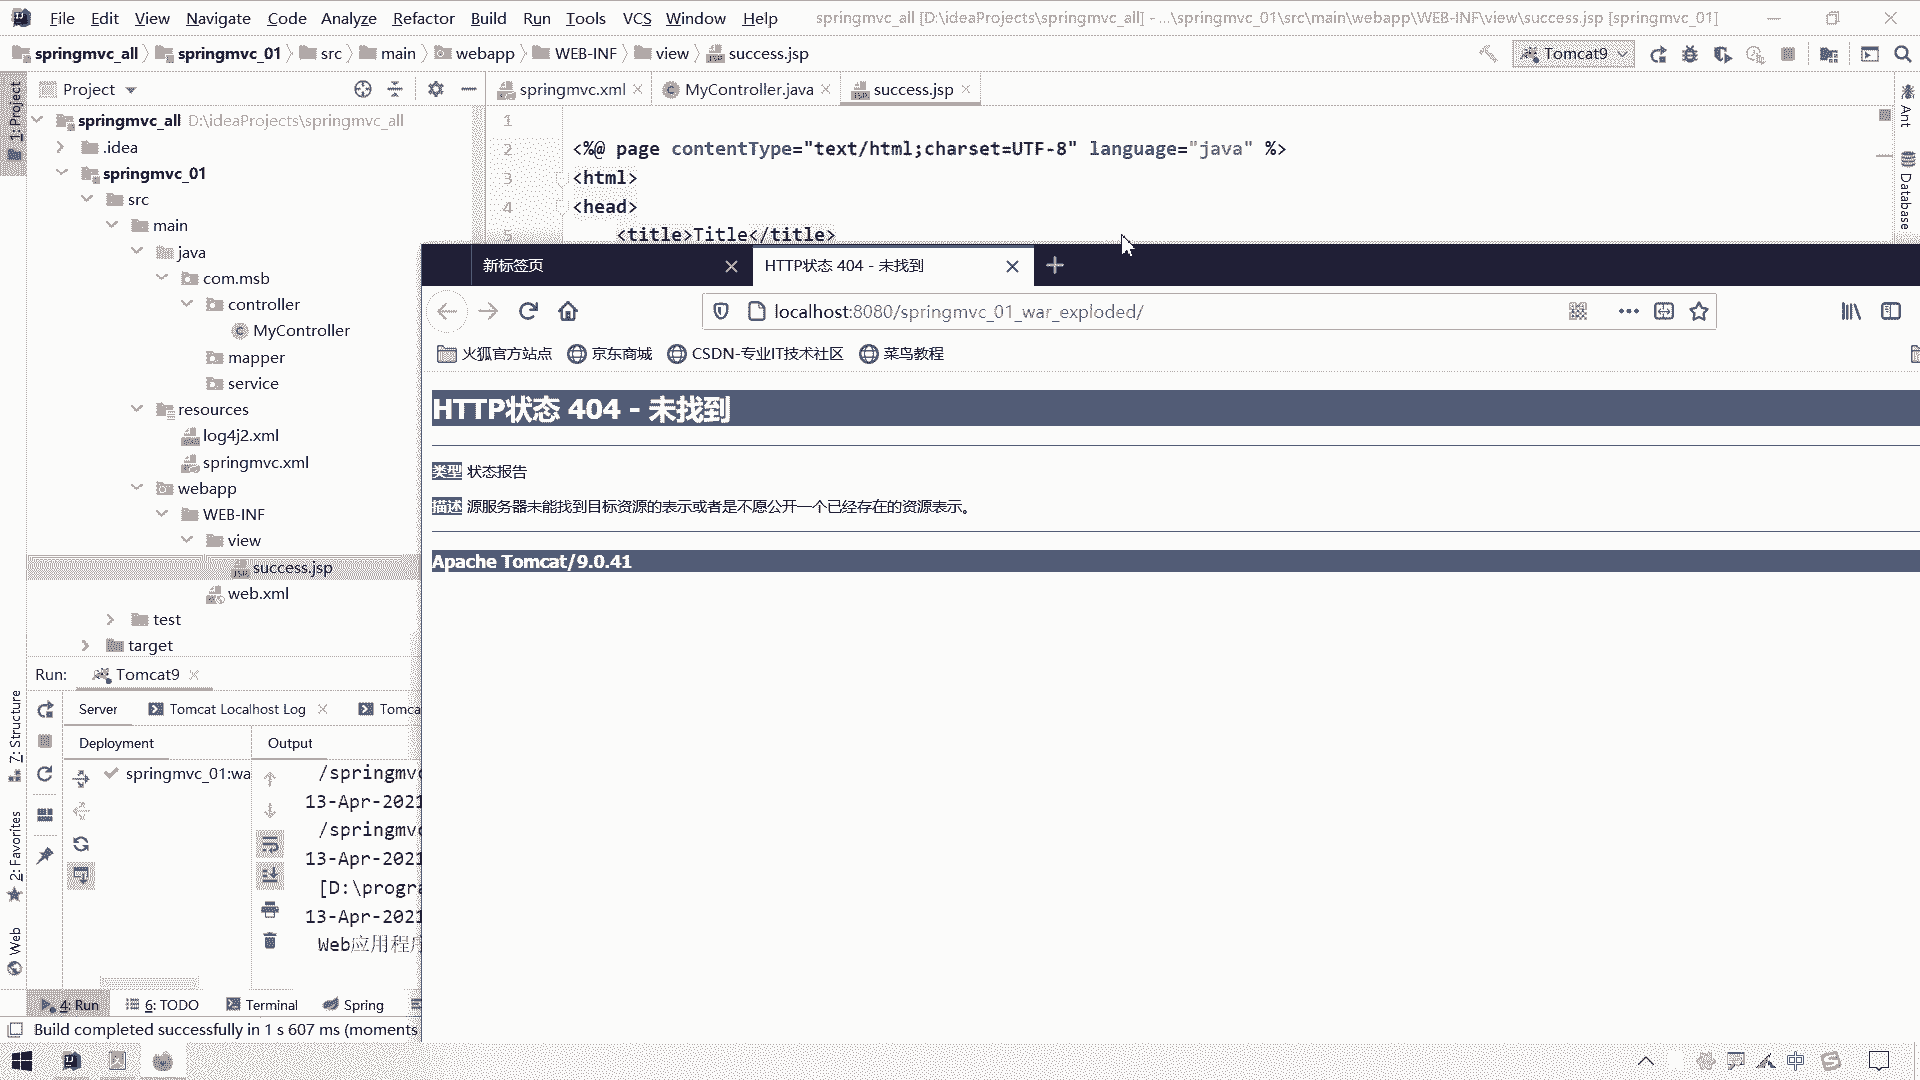 File Edit View Navigate Code Analyze Refactor Build Run Tools VCS Window Help springmvc_all [D:\ideaProjects\springmvc_all] - ...\springmvc_01\src\main\webapp\WEB-INF\view\success.jsp [springmvc_01]
springmvc_all springmvc_01 src main webapp WEB-INF view success.jsp Tomcat9
Project springmvc.xml MyController.java success.jsp
1: Project
Ant
Database
springmvc_all D:\ideaProjects\springmvc_all
.idea
springmvc_01
src
main
java
com.msb
controller
MyController
mapper
service
resources
log4j2.xml
springmvc.xml
webapp
WEB-INF
view
success.jsp
web.xml
test
target
1
2 <%@ page contentType="text/html;charset=UTF-8" language="java" %>
3 <html>
4 <head>
5 <title>Title</title>
新标签页 HTTP状态 404 - 未找到
localhost:8080/springmvc_01_war_exploded/
火狐官方站点 京东商城 CSDN-专业IT技术社区 菜鸟教程
HTTP状态 404 - 未找到
类型 状态报告
描述 源服务器未能找到目标资源的表示或者是不愿公开一个已经存在的资源表示。
Apache Tomcat/9.0.41
Run: Tomcat9
Server Tomcat Localhost Log Tomca
Deployment Output
springmvc_01:wa
/springmvc
13-Apr-2021
/springmvc
13-Apr-2021
[D:\progra
13-Apr-2021
Web应用程序
7: Structure
2: Favorites
Web
4: Run 6: TODO Terminal Spring
Build completed successfully in 1 s 607 ms (moments
中